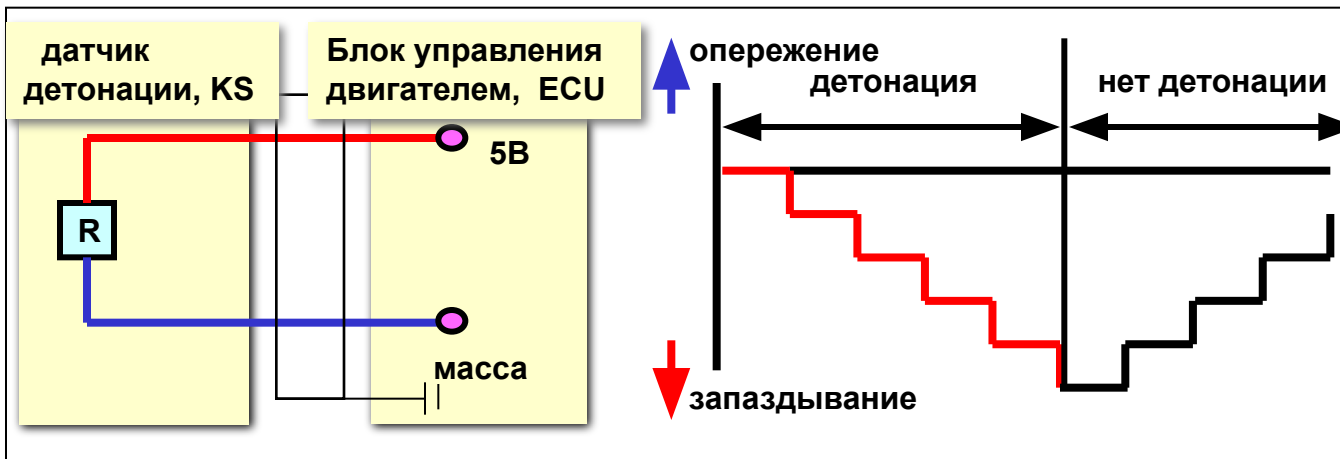 датчик
детонации, KS
Блок управления
двигателем, ECU
5В
R
масса
опережение
детонация
нет детонации
запаздывание